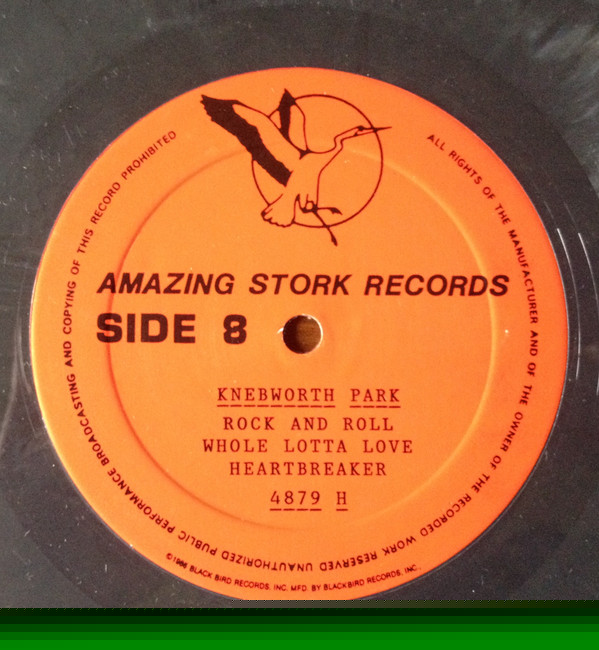 AMAZING STORK RECORDS
SIDE 8
KNEBWORTH PARK
ROCK AND ROLL
WHOLE LOTTA LOVE
HEARTBREAKER
4879 H
ALL RIGHTS OF THE MANUFACTURER AND OF THE OWNER OF THE RECORDED WORK RESERVED UNAUTHORIZED PUBLIC PERFORMANCE BROADCASTING AND COPYING OF THIS RECORD PROHIBITED
BLACK BIRD RECORDS, INC. MFD. BY BLACKBIRD RECORDS, INC.